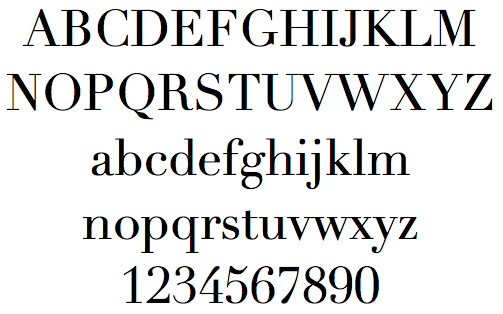 ABCDEFGHIJKLM
NOPQRSTUVWXYZ
abcdefghijklm
nopqrstuvwxyz
1234567890